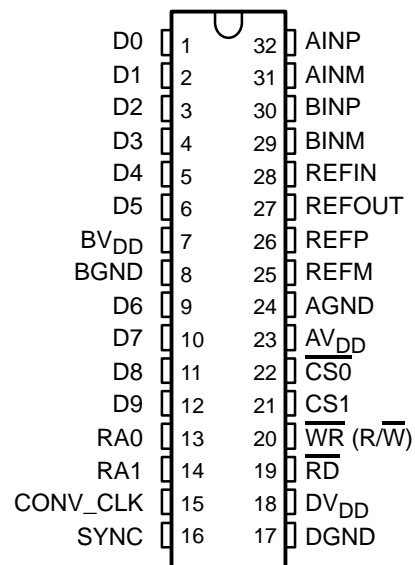 D0 1 32 AINP
D1 2 31 AINM
D2 3 30 BINP
D3 4 29 BINM
D4 5 28 REFIN
D5 6 27 REFOUT
BVDD 7 26 REFP
BGND 8 25 REFM
D6 9 24 AGND
D7 10 23 AVDD
D8 11 22 C̅S̅0̅
D9 12 21 CS1
RA0 13 20 W̅R̅ (R/W̅)
RA1 14 19 R̅D̅
CONV_CLK 15 18 DVDD
SYNC 16 17 DGND